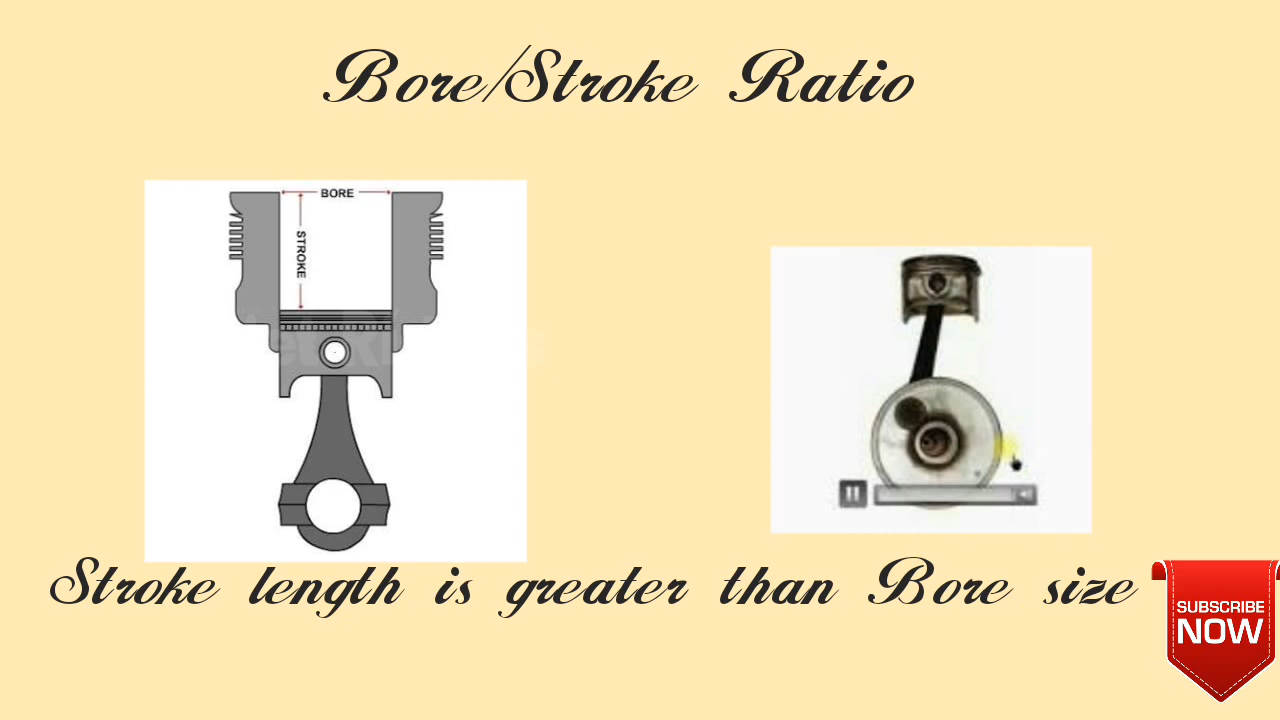 Bore/Stroke Ratio
BORE
STROKE
Stroke length is greater than Bore size
SUBSCRIBE
NOW